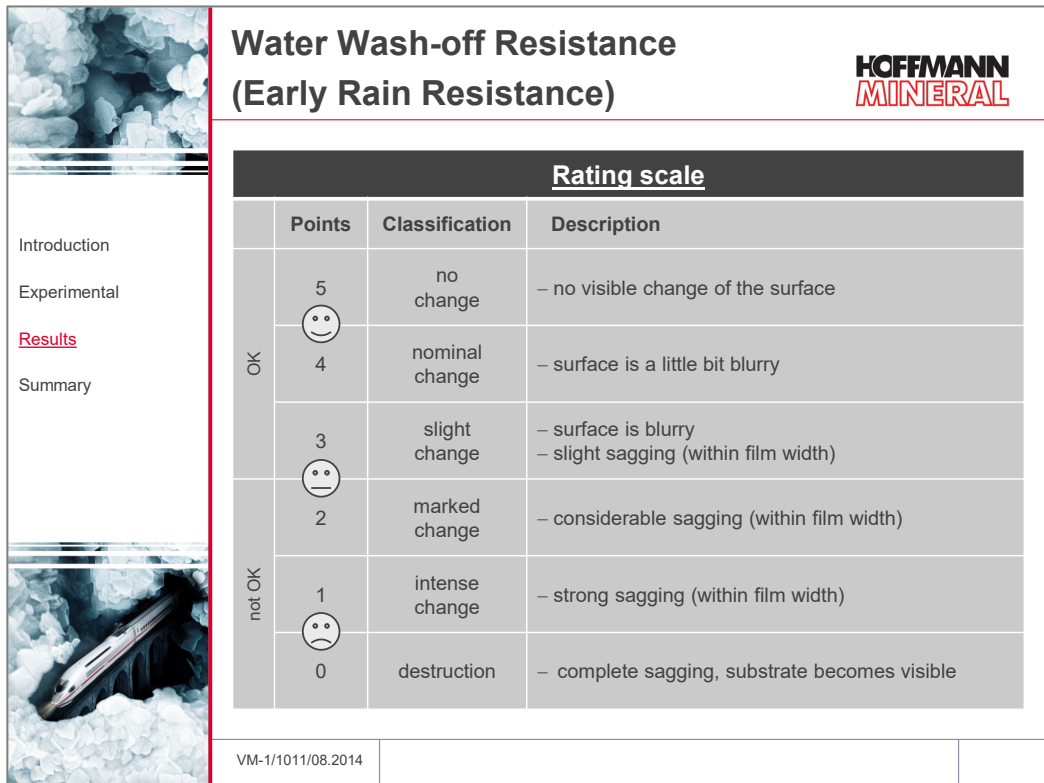 Water Wash-off Resistance
(Early Rain Resistance)
HOFFMANN
MINERAL
Introduction
Experimental
Results
Summary
Rating scale
Points Classification Description
OK
5 no
change – no visible change of the surface
4 nominal
change – surface is a little bit blurry
3 slight
change – surface is blurry
– slight sagging (within film width)
not OK
2 marked
change – considerable sagging (within film width)
1 intense
change – strong sagging (within film width)
0 destruction – complete sagging, substrate becomes visible
VM-1/1011/08.2014